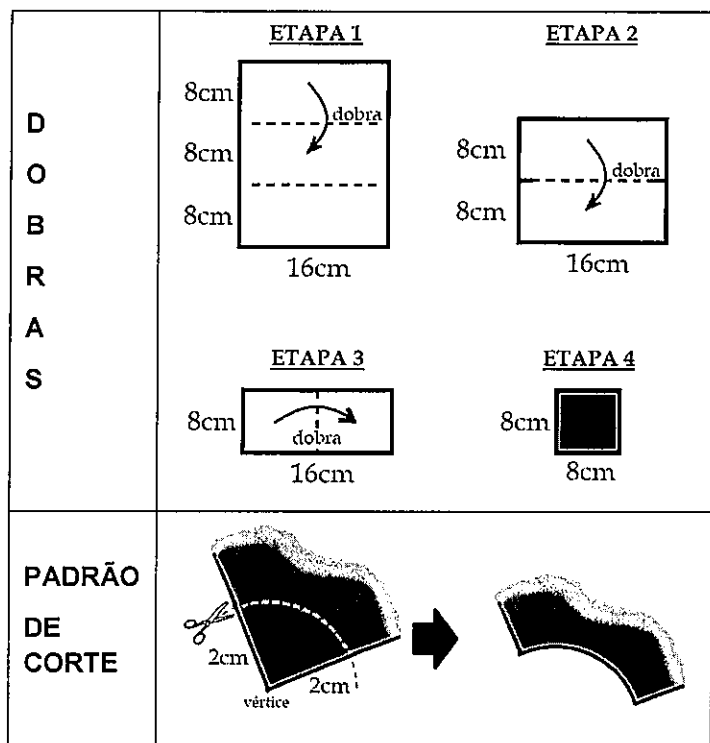 ETAPA 1
ETAPA 2
8cm
dobra
8cm
8cm
16cm
8cm
dobra
8cm
16cm
D
O
B
R
A
S
ETAPA 3
ETAPA 4
8cm
dobra
16cm
8cm
8cm
PADRÃO
DE
CORTE
2cm
2cm
vértice